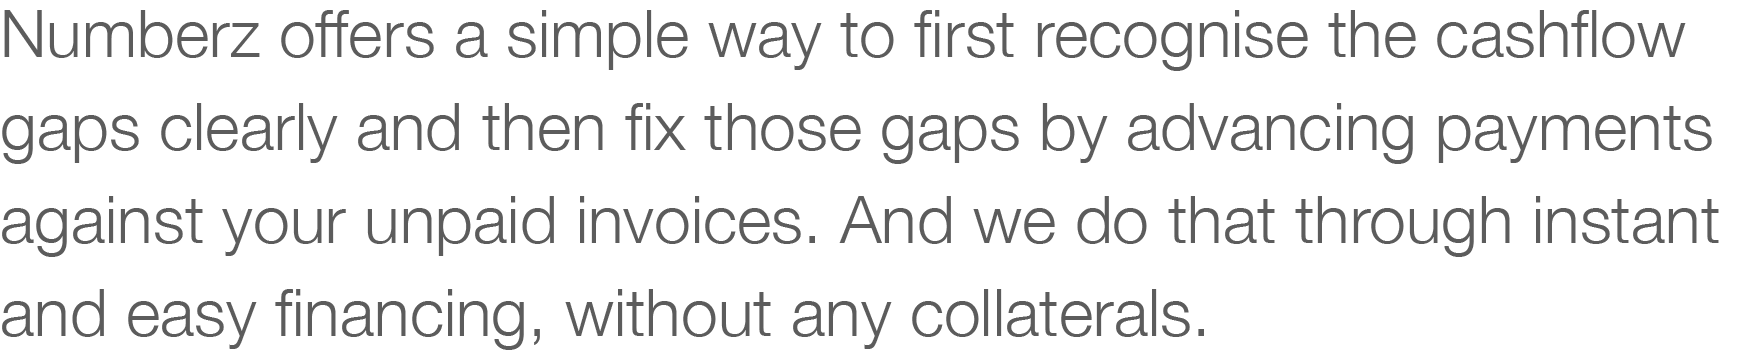 Numberz offers a simple way to first recognise the cashflow
gaps clearly and then fix those gaps by advancing payments
against your unpaid invoices. And we do that through instant
and easy financing, without any collaterals.